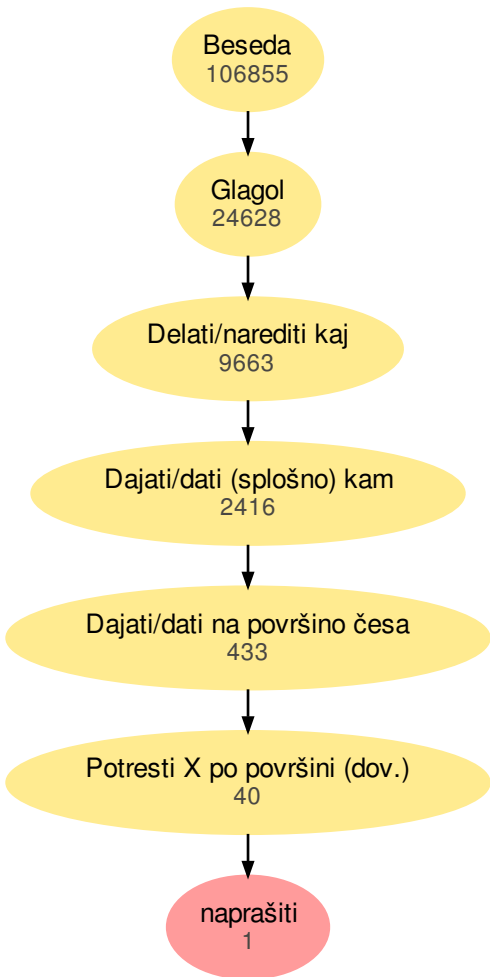 Beseda
106855
Glagol
24628
Delati/narediti kaj
9663
Dajati/dati (splošno) kam
2416
Dajati/dati na površino česa
433
Potresti X po površini (dov.)
40
naprašiti
1